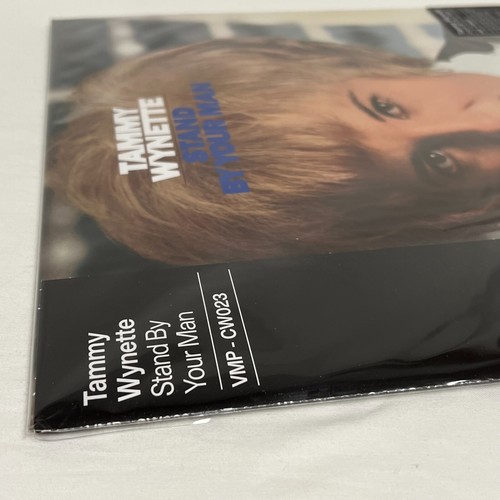 TAMMY
WYNETTE
STAND
BY YOUR MAN
Tammy
Wynette
Stand By
Your Man
VMP - CW023